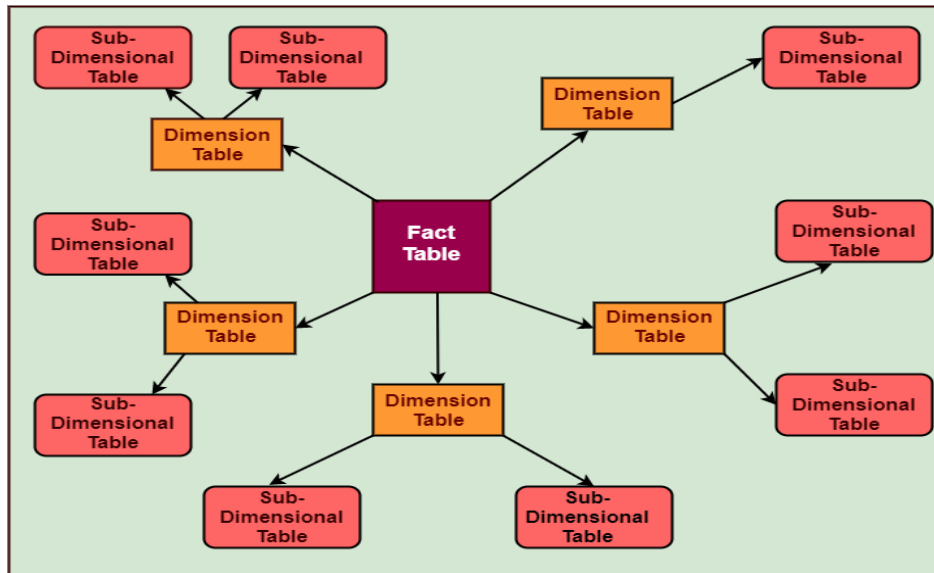 Sub-
Dimensional
Table
Sub-
Dimensional
Table
Sub-
Dimensional
Table
Dimension
Table
Dimension
Table
Fact
Table
Sub-
Dimensional
Table
Sub-
Dimensional
Table
Dimension
Table
Dimension
Table
Sub-
Dimensional
Table
Dimension
Table
Sub-
Dimensional
Table
Sub-
Dimensional
Table
Sub-
Dimensional
Table